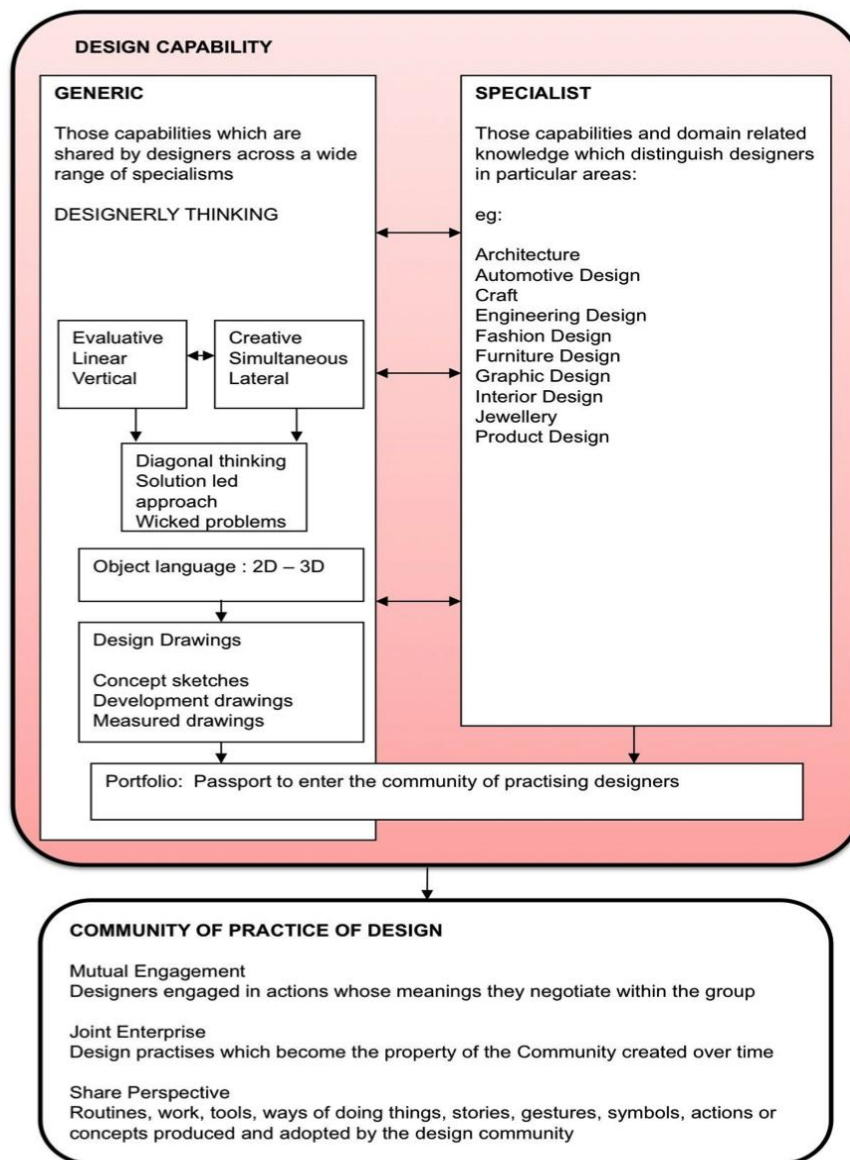 DESIGN CAPABILITY
GENERIC
Those capabilities which are
shared by designers across a wide
range of specialisms
DESIGNERLY THINKING
Evaluative
Linear
Vertical
Creative
Simultaneous
Lateral
Diagonal thinking
Solution led
approach
Wicked problems
Object language : 2D – 3D
Design Drawings
Concept sketches
Development drawings
Measured drawings
SPECIALIST
Those capabilities and domain related
knowledge which distinguish designers
in particular areas:
eg:
Architecture
Automotive Design
Craft
Engineering Design
Fashion Design
Furniture Design
Graphic Design
Interior Design
Jewellery
Product Design
Portfolio: Passport to enter the community of practising designers
COMMUNITY OF PRACTICE OF DESIGN
Mutual Engagement
Designers engaged in actions whose meanings they negotiate within the group
Joint Enterprise
Design practises which become the property of the Community created over time
Share Perspective
Routines, work, tools, ways of doing things, stories, gestures, symbols, actions or
concepts produced and adopted by the design community